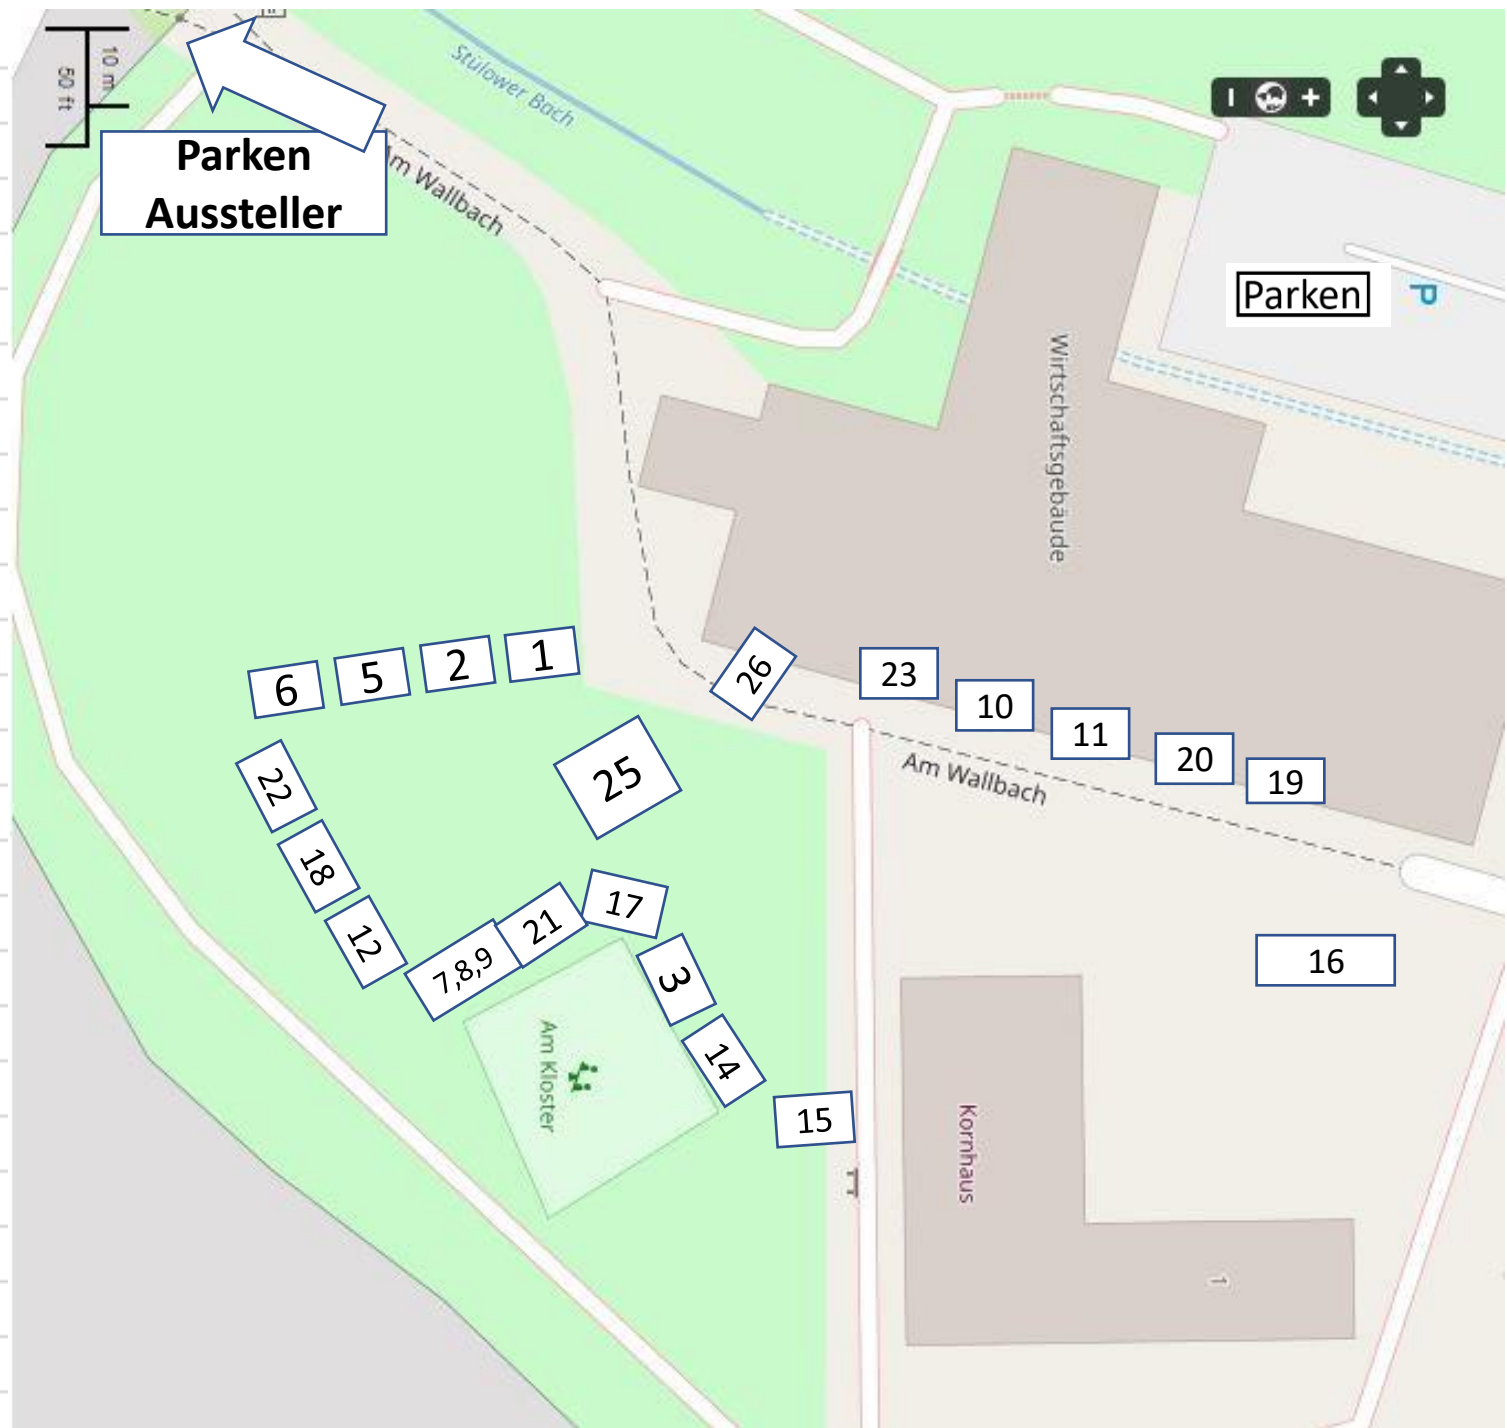 10 m
50 ft
Parken
Aussteller
Stülower Bach
Am Wallbach
Parken
P
Wirtschaftsgebäude
6
5
2
1
26
23
10
11
20
19
Am Wallbach
25
22
18
12
7,8,9
21
17
3
14
15
16
Am Kloster
Kornhaus
1